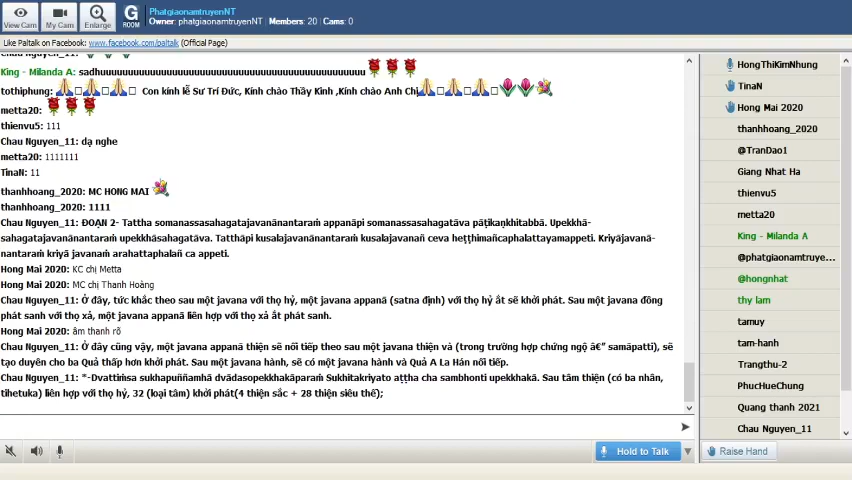 PhatgiaonamtruyenNT
Owner: phatgiaonamtruyenNT | Members: 20 | Cams: 0
View Cam
My Cam
Enlarge
G
ROOM
Like Paltalk on Facebook: www.facebook.com/paltalk (Official Page)
King - Milanda A: sadhuuuuuuuuuuuuuuuuuuuuuuuuuuuuuuuuuuuuuuuuuuuuuu
tothiphung: Con kính lễ Sư Trí Đức, Kính chào Thầy Kinh ,Kính chào Anh Chị
metta20:
thienvu5: 111
Chau Nguyen_11: dạ nghe
metta20: 1111111
TinaN: 11
thanhhoang_2020: MC HONG MAI
thanhhoang_2020: 1111
Chau Nguyen_11: ĐOẠN 2- Tattha somanassasahagatajavanānantaraṁ appanāpi somanassasahagatāva pāṭikaṇkhitabbā. Upekkhā-
sahagatajavanānantaraṁ upekkhāsahagatāva. Tatthāpi kusalajavanānantaraṁ kusalajavanañ ceva heṭṭhimañcaphalattayamappeti. Kriyājavanā-
nantaraṁ kriyā javanaṁ arahattaphalañ ca appeti.
Hong Mai 2020: KC chị Metta
Hong Mai 2020: MC chị Thanh Hoàng
Chau Nguyen_11: Ở đây, tức khắc theo sau một javana với thọ hỷ, một javana appanā (satna định) với thọ hỷ ắt sẽ khởi phát. Sau một javana đồng
phát sanh với thọ xả, một javana appanā liên hợp với thọ xả ắt phát sanh.
Hong Mai 2020: âm thanh rõ
Chau Nguyen_11: Ở đây cũng vậy, một javana appanā thiện sẽ nối tiếp theo sau một javana thiện và (trong trường hợp chứng ngộ â€” samāpatti), sẽ
tạo duyên cho ba Quả thấp hơn khởi phát. Sau một javana hành, sẽ có một javana hành và Quả A La Hán nối tiếp.
Chau Nguyen_11: *-Dvattiṁsa sukhapuññamhā dvādasopekkhakāparaṁ Sukhitakriyato aṭṭha cha sambhonti upekkhakā. Sau tâm thiện (có ba nhân,
tihetuka) liên hợp với thọ hỷ, 32 (loại tâm) khởi phát(4 thiện sắc + 28 thiện siêu thế);
HongThiKimNhung
TinaN
Hong Mai 2020
thanhhoang_2020
@TranDao1
Giang Nhat Ha
thienvu5
metta20
King - Milanda A
@phatgiaonamtruye...
@hongnhat
thy lam
tamuy
tam-hanh
Trangthu-2
PhucHueChung
Quang thanh 2021
Chau Nguyen_11
Hold to Talk
Raise Hand